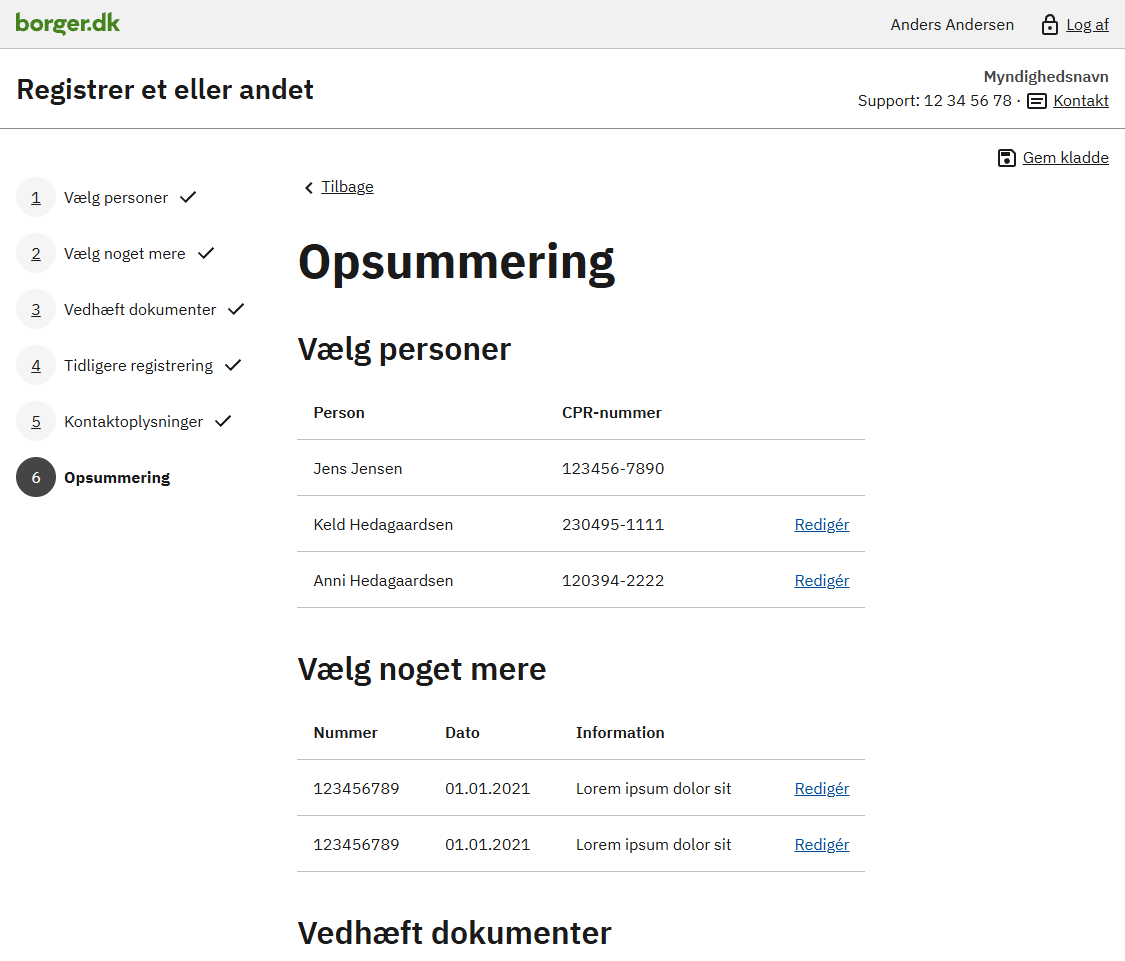 borger.dk
Anders Andersen
Log af
Registrer et eller andet
Myndighedsnavn
Support: 12 34 56 78 · Kontakt
Gem kladde
1 Vælg personer
2 Vælg noget mere
3 Vedhæft dokumenter
4 Tidligere registrering
5 Kontaktoplysninger
6 Opsummering
Tilbage
Opsummering
Vælg personer
Person CPR-nummer
Jens Jensen 123456-7890
Keld Hedagaardsen 230495-1111 Redigér
Anni Hedagaardsen 120394-2222 Redigér
Vælg noget mere
Nummer Dato Information
123456789 01.01.2021 Lorem ipsum dolor sit Redigér
123456789 01.01.2021 Lorem ipsum dolor sit Redigér
Vedhæft dokumenter